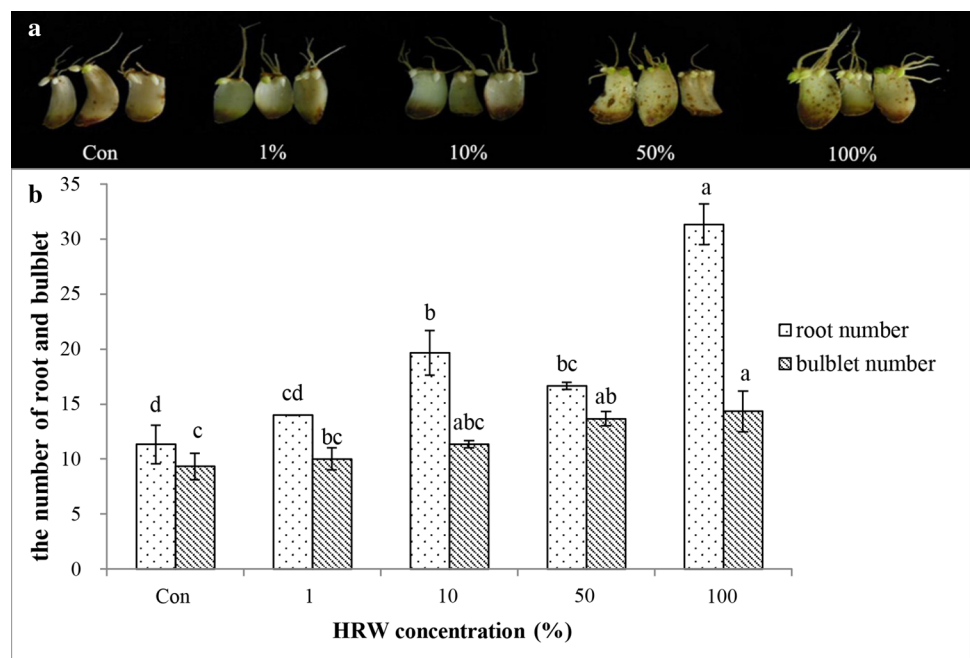 a
Con 1% 10% 50% 100%
b
the number of root and bulblet
35
30
25
20
15
10
5
0
d c cd bc b abc bc ab a a
root number
bulblet number
Con 1 10 50 100
HRW concentration (%)